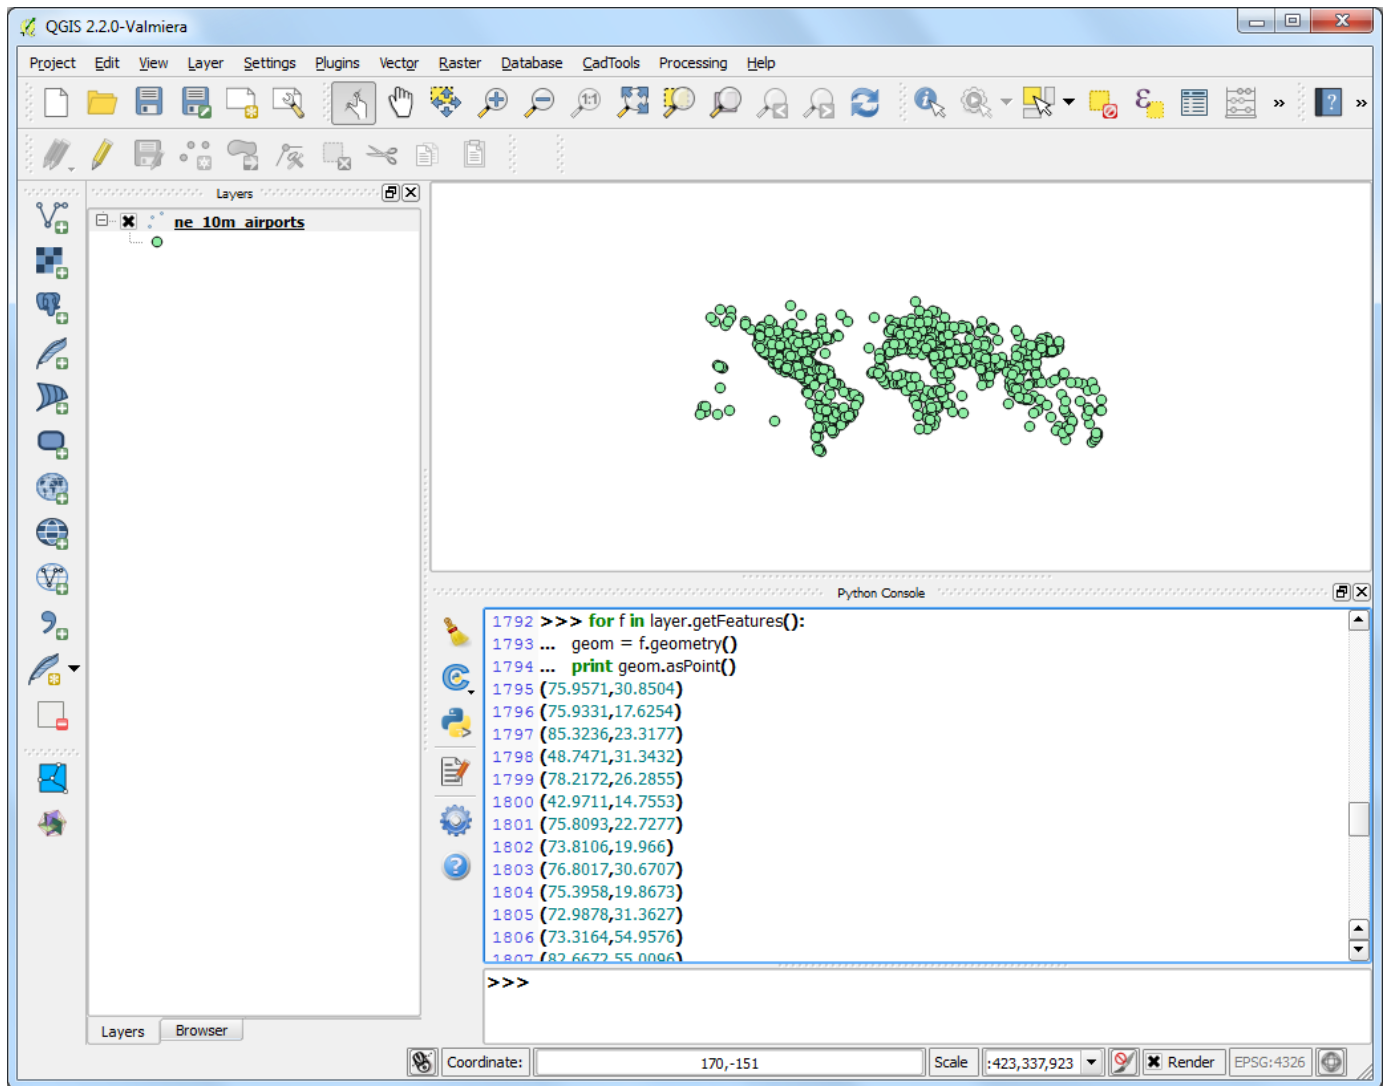 QGIS 2.2.0-Valmiera
Project Edit View Layer Settings Plugins Vector Raster Database CadTools Processing Help
Layers
ne_10m_airports
Python Console
1792 >>> for f in layer.getFeatures():
1793 ... geom = f.geometry()
1794 ... print geom.asPoint()
1795 (75.9571,30.8504)
1796 (75.9331,17.6254)
1797 (85.3236,23.3177)
1798 (48.7471,31.3432)
1799 (78.2172,26.2855)
1800 (42.9711,14.7553)
1801 (75.8093,22.7277)
1802 (73.8106,19.966)
1803 (76.8017,30.6707)
1804 (75.3958,19.8673)
1805 (72.9878,31.3627)
1806 (73.3164,54.9576)
1807 (82.6672,55.0096)
>>>
Layers Browser
Coordinate: 170,-151 Scale :423,337,923 Render EPSG:4326